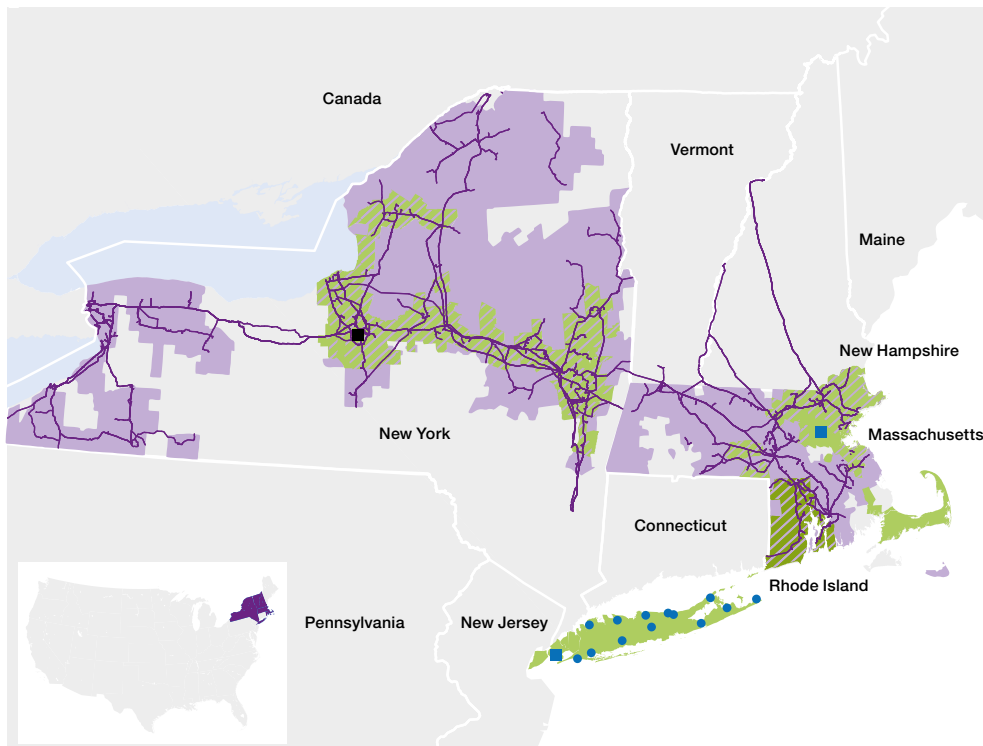 Canada
Vermont
Maine
New Hampshire
New York
Massachusetts
Connecticut
Rhode Island
Pennsylvania
New Jersey